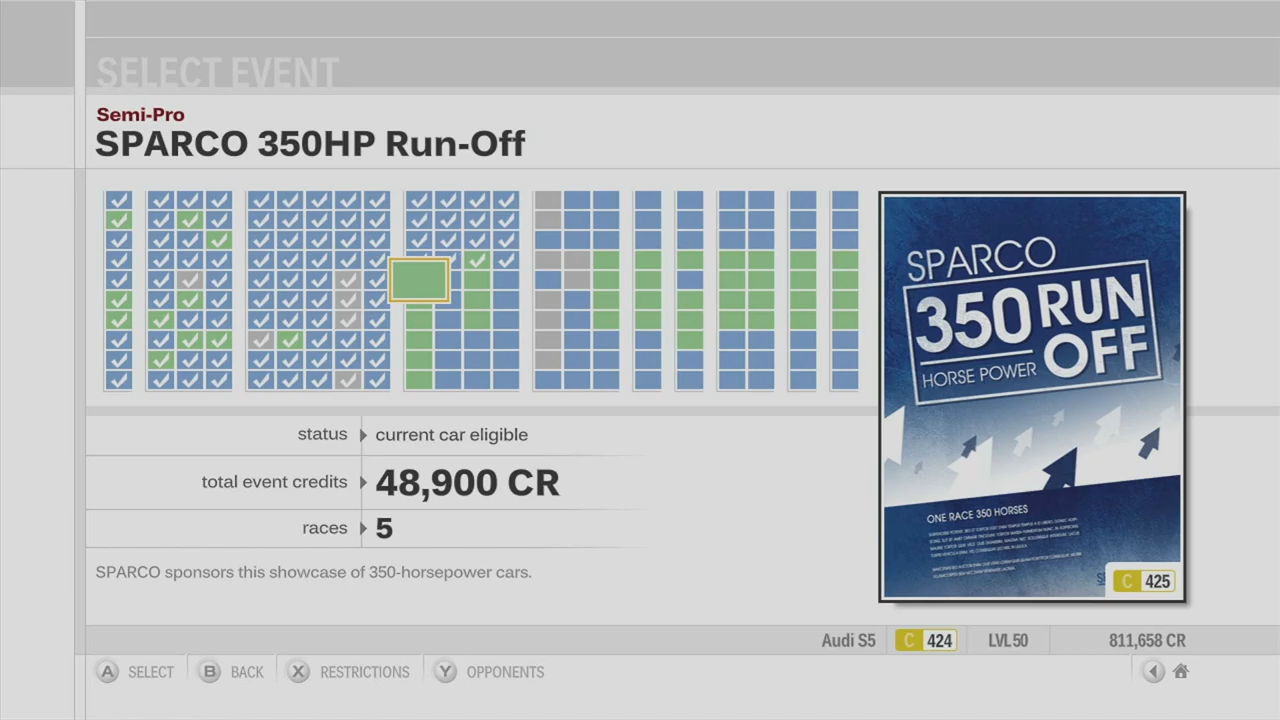 SELECT EVENT
Semi-Pro
SPARCO 350HP Run-Off
SPARCO
350 RUN
HORSE POWER OFF
ONE RACE 350 HORSES
C 425
status current car eligible
total event credits 48,900 CR
races 5
SPARCO sponsors this showcase of 350-horsepower cars.
Audi S5 C 424 LVL50 811,658 CR
A SELECT B BACK X RESTRICTIONS Y OPPONENTS